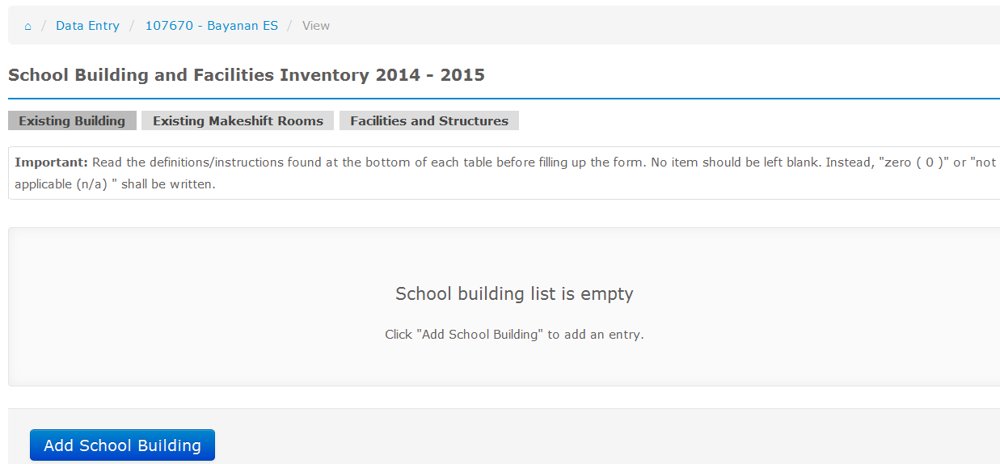 ⌂ / Data Entry / 107670 - Bayanan ES / View
School Building and Facilities Inventory 2014 - 2015
Existing Building Existing Makeshift Rooms Facilities and Structures
Important: Read the definitions/instructions found at the bottom of each table before filling up the form. No item should be left blank. Instead, "zero ( 0 )" or "not
applicable (n/a) " shall be written.
School building list is empty
Click "Add School Building" to add an entry.
Add School Building